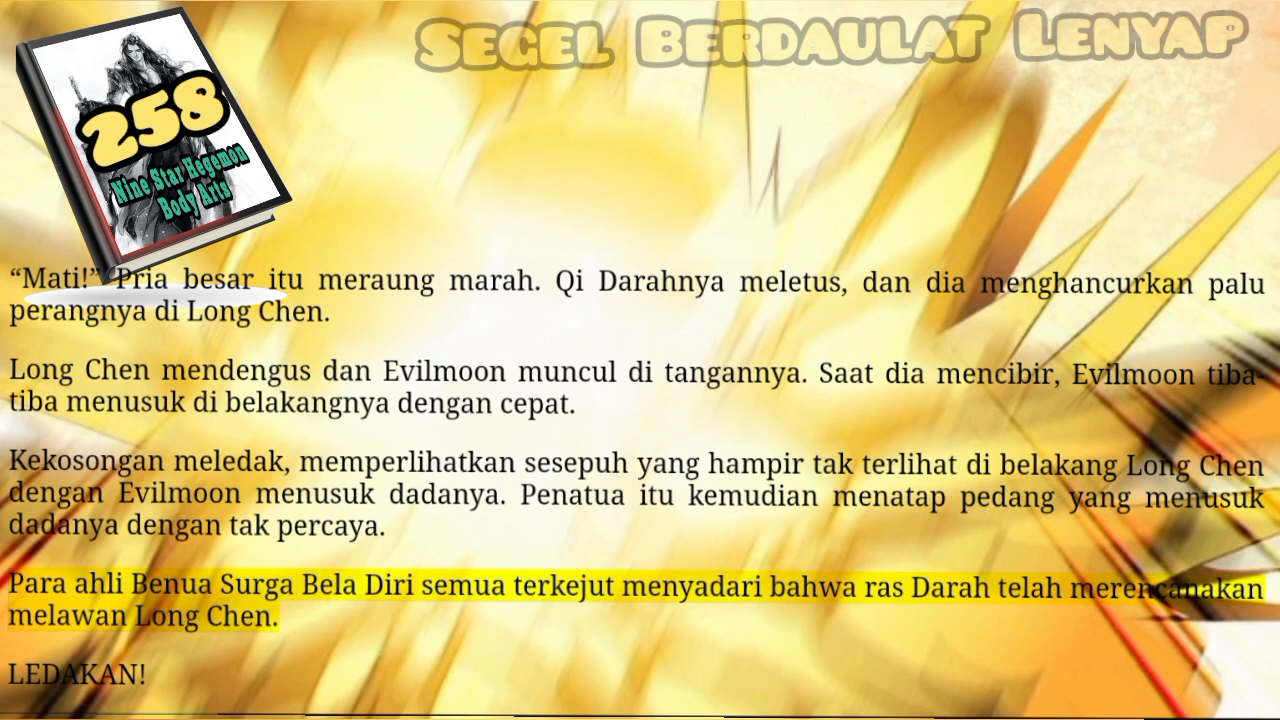 SEGEL BERDAULAT LENYAP
258
Nine Star Hegemon
Body Arts
“Mati!” Pria besar itu meraung marah. Qi Darahnya meletus, dan dia menghancurkan palu
perangnya di Long Chen.
Long Chen mendengus dan Evilmoon muncul di tangannya. Saat dia mencibir, Evilmoon tiba-
tiba menusuk di belakangnya dengan cepat.
Kekosongan meledak, memperlihatkan sesepuh yang hampir tak terlihat di belakang Long Chen
dengan Evilmoon menusuk dadanya. Penatua itu kemudian menatap pedang yang menusuk
dadanya dengan tak percaya.
Para ahli Benua Surga Bela Diri semua terkejut menyadari bahwa ras Darah telah merencanakan
melawan Long Chen.
LEDAKAN!